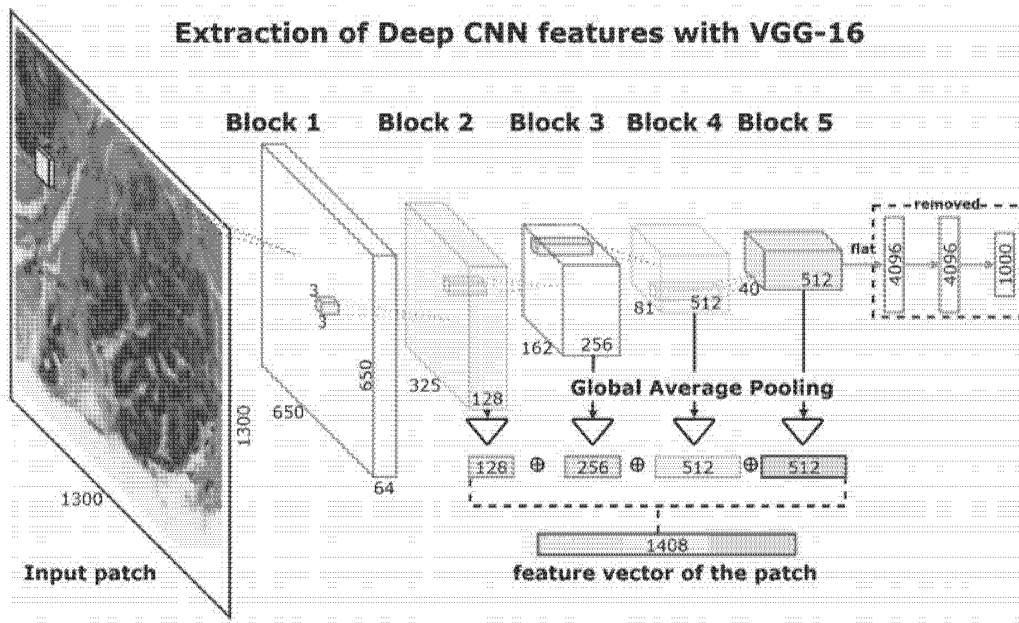 Extraction of Deep CNN features with VGG-16
Block 1 Block 2 Block 3 Block 4 Block 5
removed
flat
4096
4096
1000
3
3
650
650
64
325
128
162
256
81
512
40
512
1300
1300
Global Average Pooling
128 ⊕ 256 ⊕ 512 ⊕ 512
1408
Input patch
feature vector of the patch